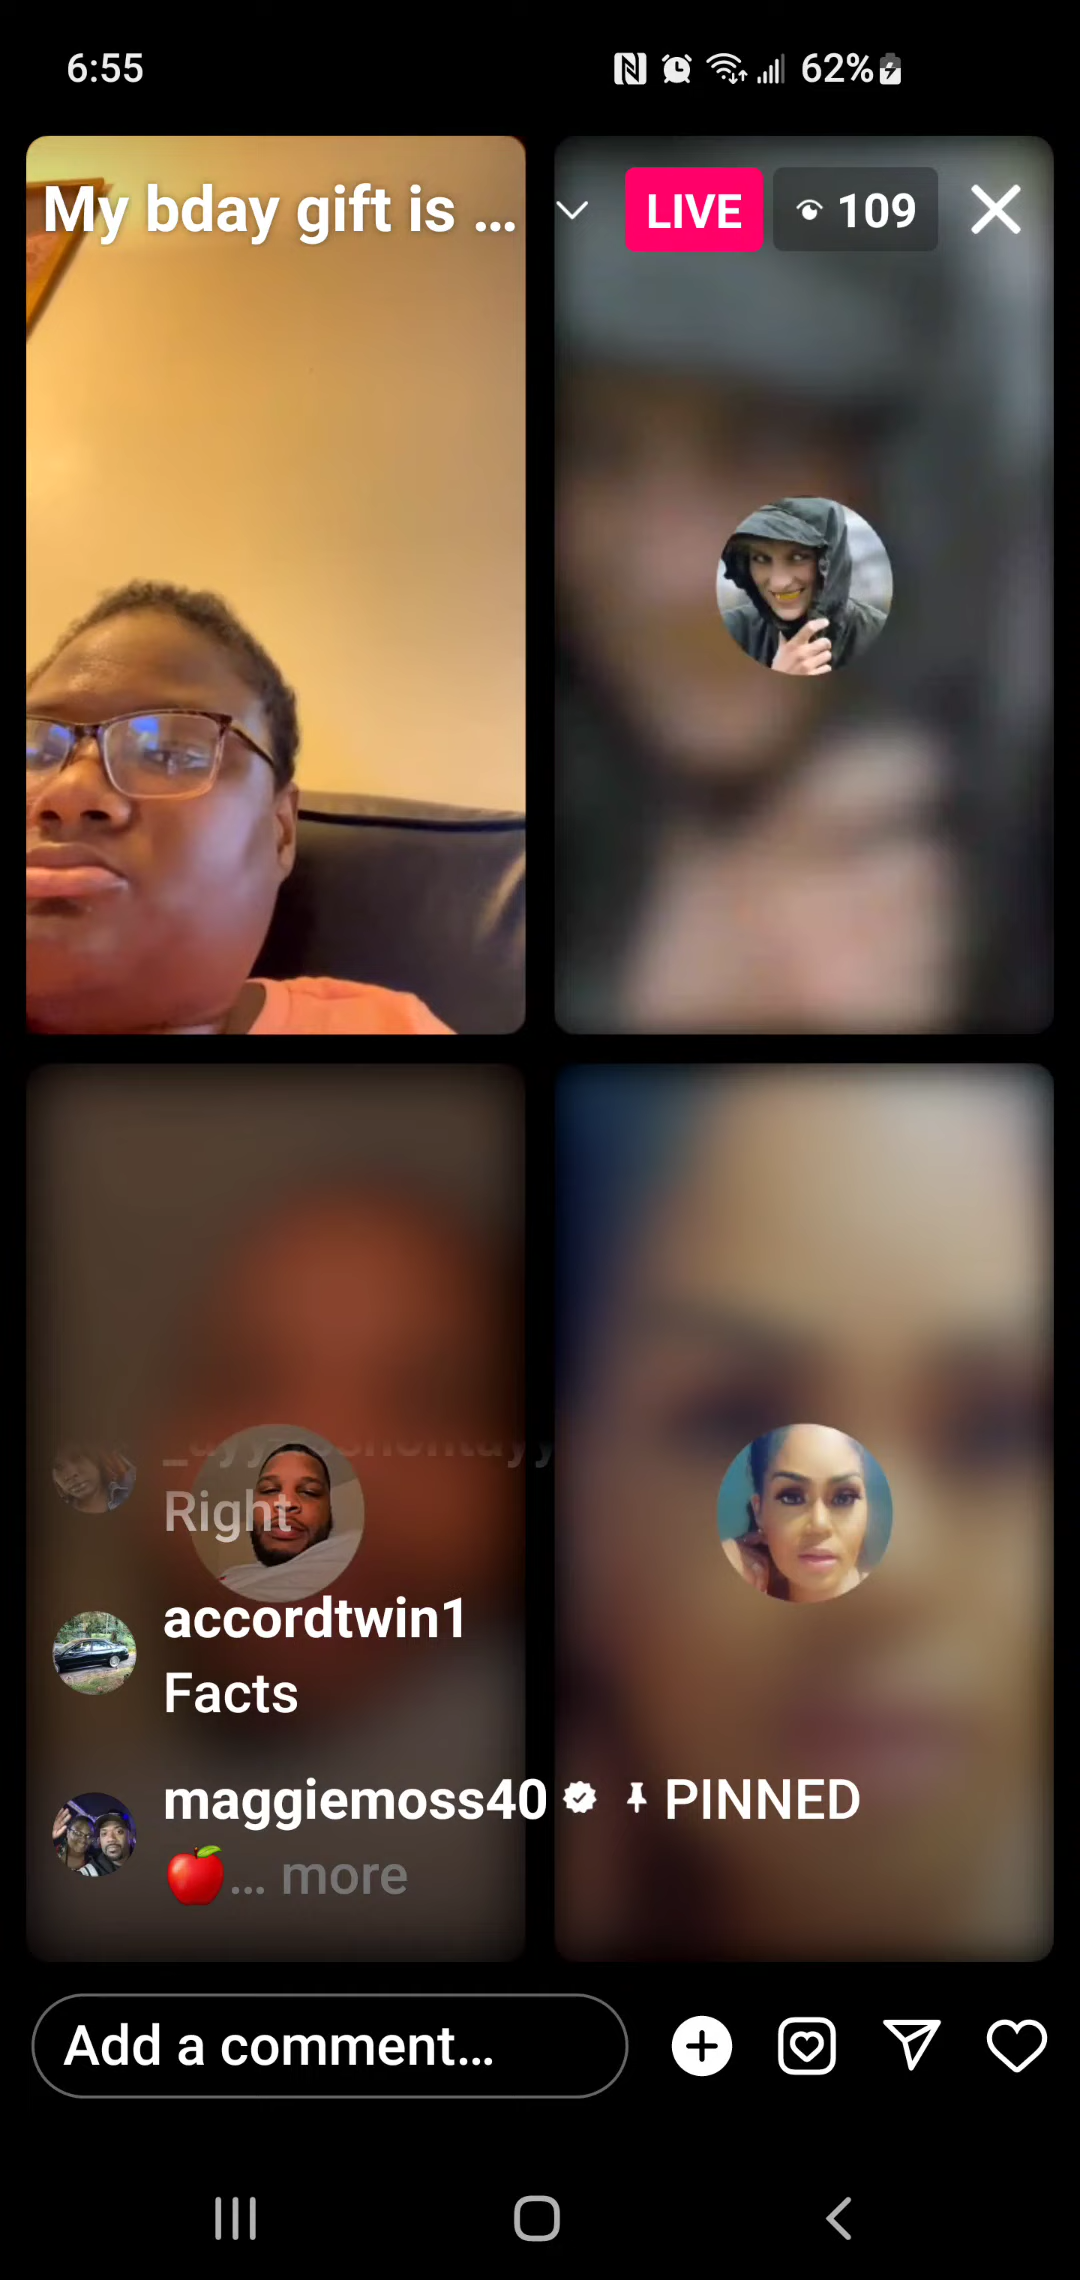 6:55
62%
My bday gift is ...
LIVE
109
Right
accordtwin1
Facts
maggiemoss40 PINNED
🍎... more
Add a comment...